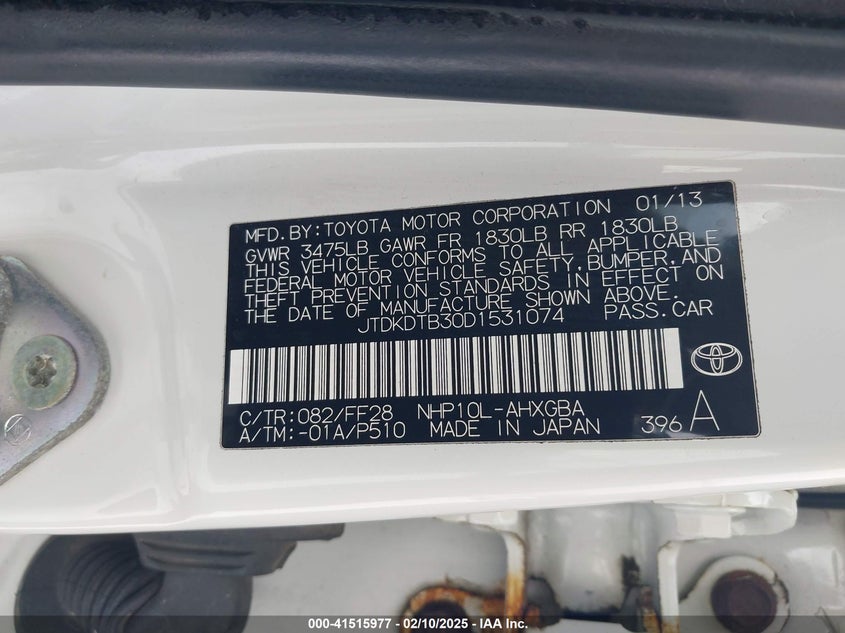 MFD. BY: TOYOTA MOTOR CORPORATION 01/13
GVWR 3475LB GAWR FR 1830LB RR 1830LB
THIS VEHICLE CONFORMS TO ALL APPLICABLE
FEDERAL MOTOR VEHICLE SAFETY, BUMPER, AND
THEFT PREVENTION STANDARDS IN EFFECT ON
THE DATE OF MANUFACTURE SHOWN ABOVE.
JTDKDTB30D1531074 PASS.CAR
C/TR: 082/FF28 NHP10L-AHXGBA
A/TM: -01A/P510 MADE IN JAPAN 396 A
000-41515977 — 02/10/2025 - IAA Inc.